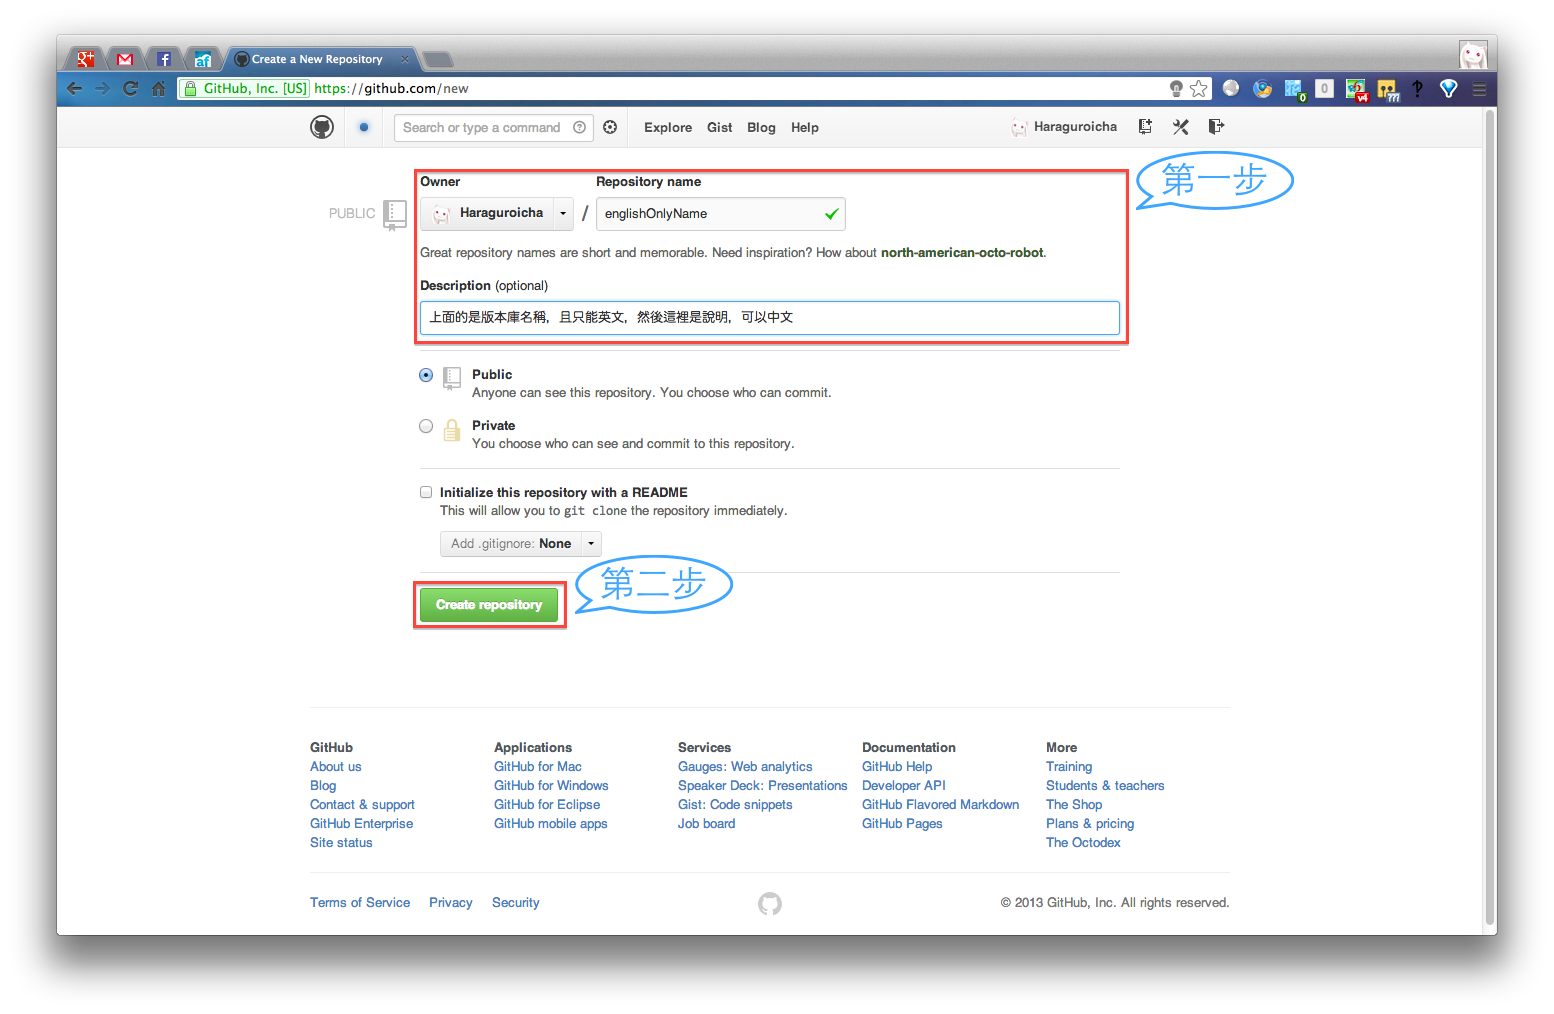 Create a New Repository
GitHub, Inc. [US] https://github.com/new
Search or type a command
Explore Gist Blog Help
Haraguroicha
第一步
Owner Repository name
PUBLIC Haraguroicha / englishOnlyName
Great repository names are short and memorable. Need inspiration? How about north-american-octo-robot.
Description (optional)
上面的是版本庫名稱，且只能英文，然後這裡是說明，可以中文
Public
Anyone can see this repository. You choose who can commit.
Private
You choose who can see and commit to this repository.
Initialize this repository with a README
This will allow you to git clone the repository immediately.
Add .gitignore: None
第二步
Create repository
GitHub Applications Services Documentation More
About us GitHub for Mac Gauges: Web analytics GitHub Help Training
Blog GitHub for Windows Speaker Deck: Presentations Developer API Students & teachers
Contact & support GitHub for Eclipse Gist: Code snippets GitHub Flavored Markdown The Shop
GitHub Enterprise GitHub mobile apps Job board GitHub Pages Plans & pricing
Site status The Octodex
Terms of Service Privacy Security © 2013 GitHub, Inc. All rights reserved.